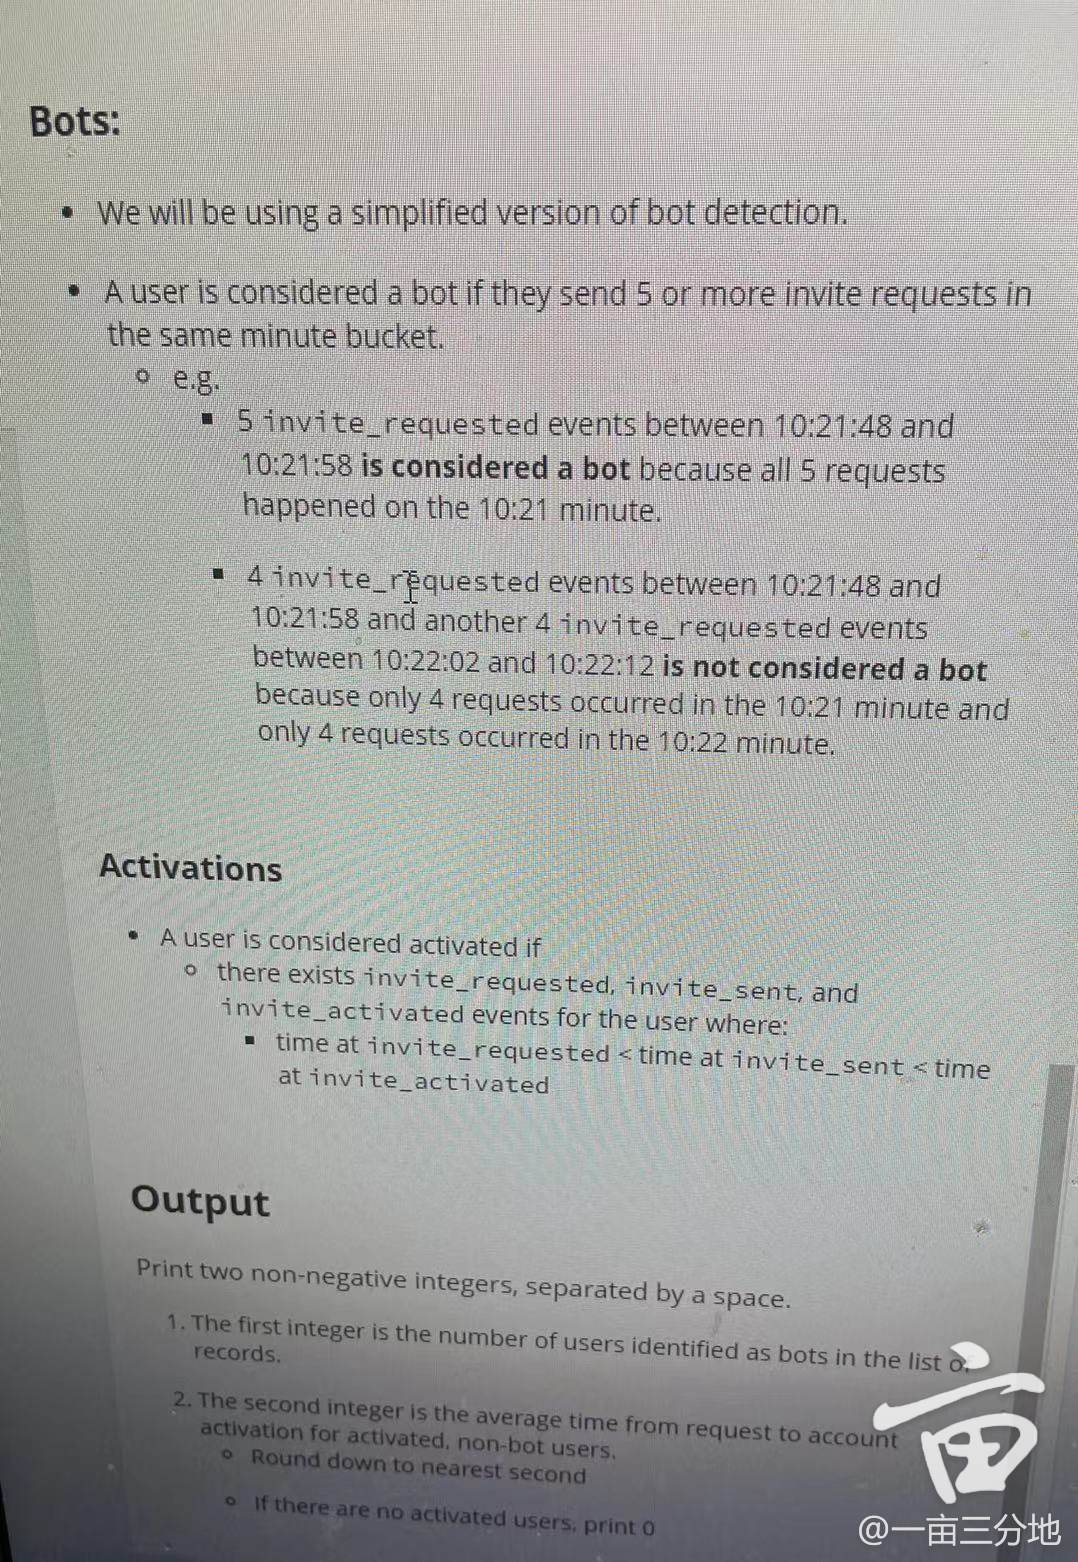 Bots:
• We will be using a simplified version of bot detection.
• A user is considered a bot if they send 5 or more invite requests in
the same minute bucket.
◦ e.g.
▪ 5 invite_requested events between 10:21:48 and
10:21:58 is considered a bot because all 5 requests
happened on the 10:21 minute.
▪ 4 invite_requested events between 10:21:48 and
10:21:58 and another 4 invite_requested events
between 10:22:02 and 10:22:12 is not considered a bot
because only 4 requests occurred in the 10:21 minute and
only 4 requests occurred in the 10:22 minute.
Activations
• A user is considered activated if
◦ there exists invite_requested, invite_sent, and
invite_activated events for the user where:
▪ time at invite_requested < time at invite_sent < time
at invite_activated
Output
Print two non-negative integers, separated by a space.
1. The first integer is the number of users identified as bots in the list of
records.
2. The second integer is the average time from request to account
activation for activated, non-bot users.
◦ Round down to nearest second
◦ If there are no activated users, print 0
@一亩三分地